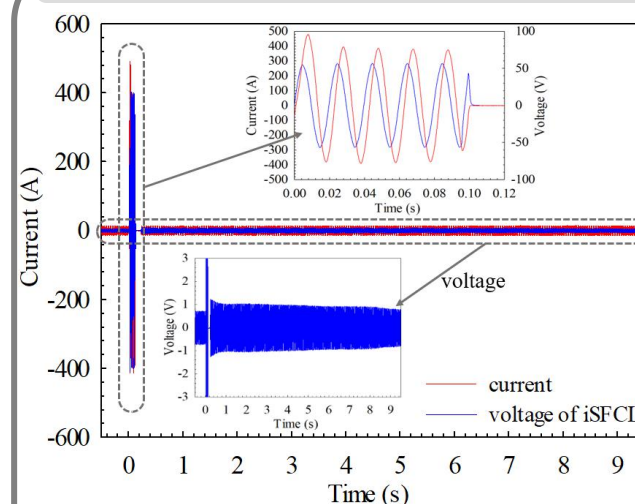 600
400
200
0
-200
-400
-600
Current (A)
0 1 2 3 4 5 6 7 8 9
Time (s)
500
400
300
200
100
0
-100
-200
-300
-400
-500
Current (A)
100
50
0
-50
-100
Voltage (V)
0.00 0.02 0.04 0.06 0.08 0.10 0.12
Time (s)
3
2
1
0
-1
-2
-3
Voltage (V)
0 1 2 3 4 5 6 7 8 9
Time (s)
voltage
current
voltage of iSFCL